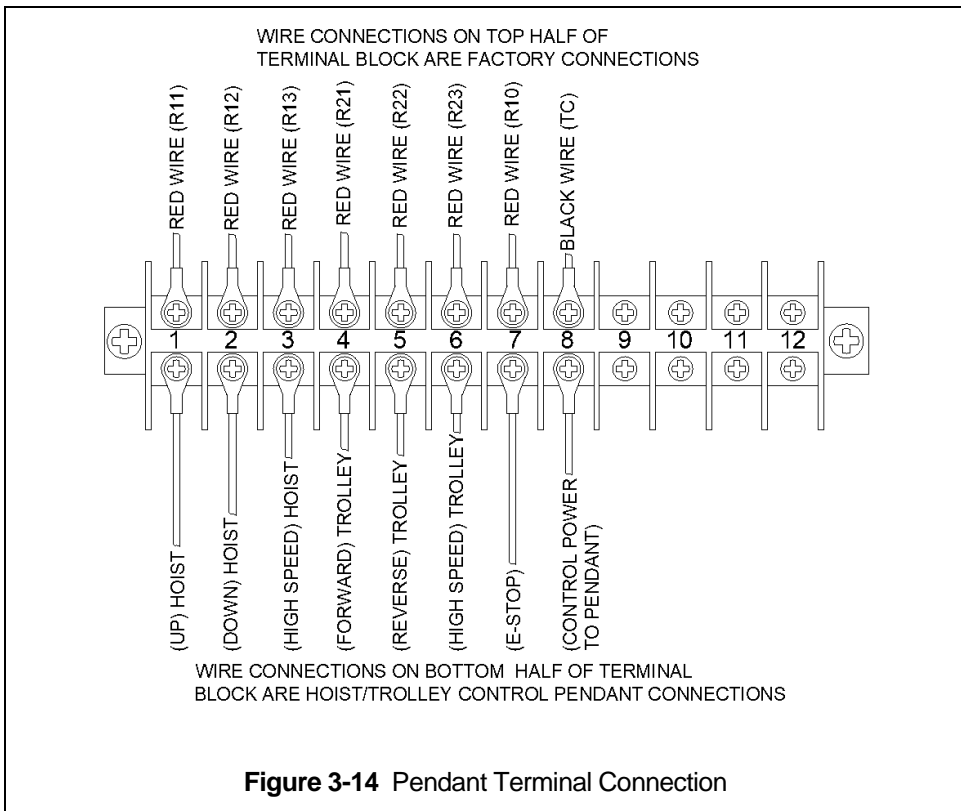 WIRE CONNECTIONS ON TOP HALF OF
TERMINAL BLOCK ARE FACTORY CONNECTIONS
RED WIRE (R11)
RED WIRE (R12)
RED WIRE (R13)
RED WIRE (R21)
RED WIRE (R22)
RED WIRE (R23)
RED WIRE (R10)
BLACK WIRE (TC)
1 2 3 4 5 6 7 8 9 10 11 12
(UP) HOIST
(DOWN) HOIST
(HIGH SPEED) HOIST
(FORWARD) TROLLEY
(REVERSE) TROLLEY
(HIGH SPEED) TROLLEY
(E-STOP)
(CONTROL POWER
TO PENDANT)
WIRE CONNECTIONS ON BOTTOM HALF OF TERMINAL
BLOCK ARE HOIST/TROLLEY CONTROL PENDANT CONNECTIONS
Figure 3-14 Pendant Terminal Connection